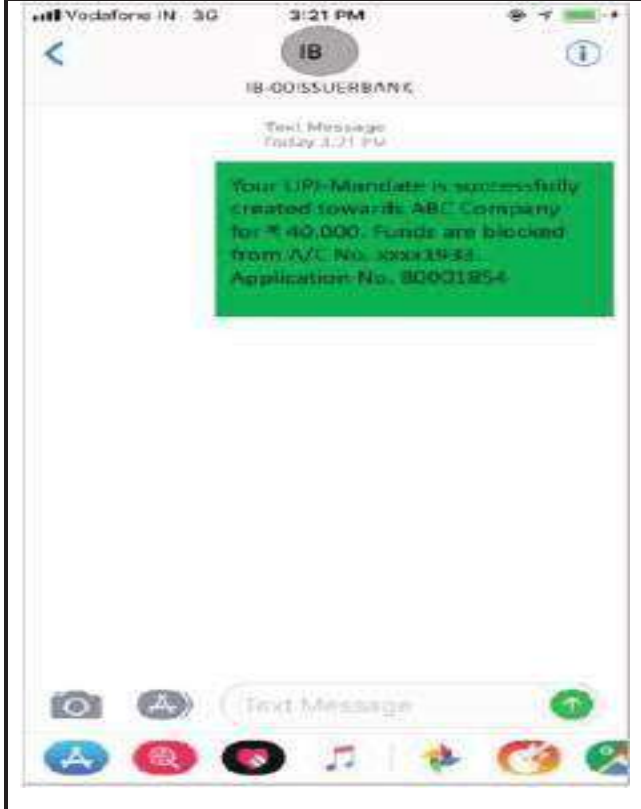 Vodafone IN 3G 3:21 PM
IB
IB-00ISSUERBANK
Text Message
Today 3:21 PM
Your UPI-Mandate is successfully
created towards ABC Company
for ₹ 40,000. Funds are blocked
from A/C No. xxxx1933.
Application No. 80001854
Text Message